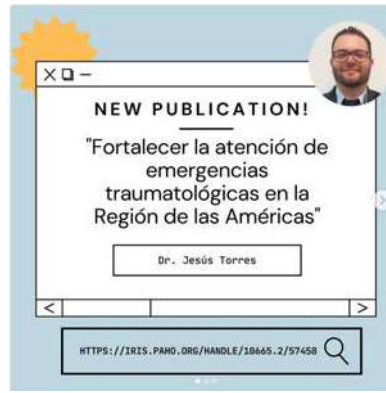 NEW PUBLICATION!
"Fortalecer la atención de
emergencias
traumatológicas en la
Región de las Américas"
Dr. Jesús Torres
HTTPS://IRIS.PAHO.ORG/HANDLE/10665.2/57458